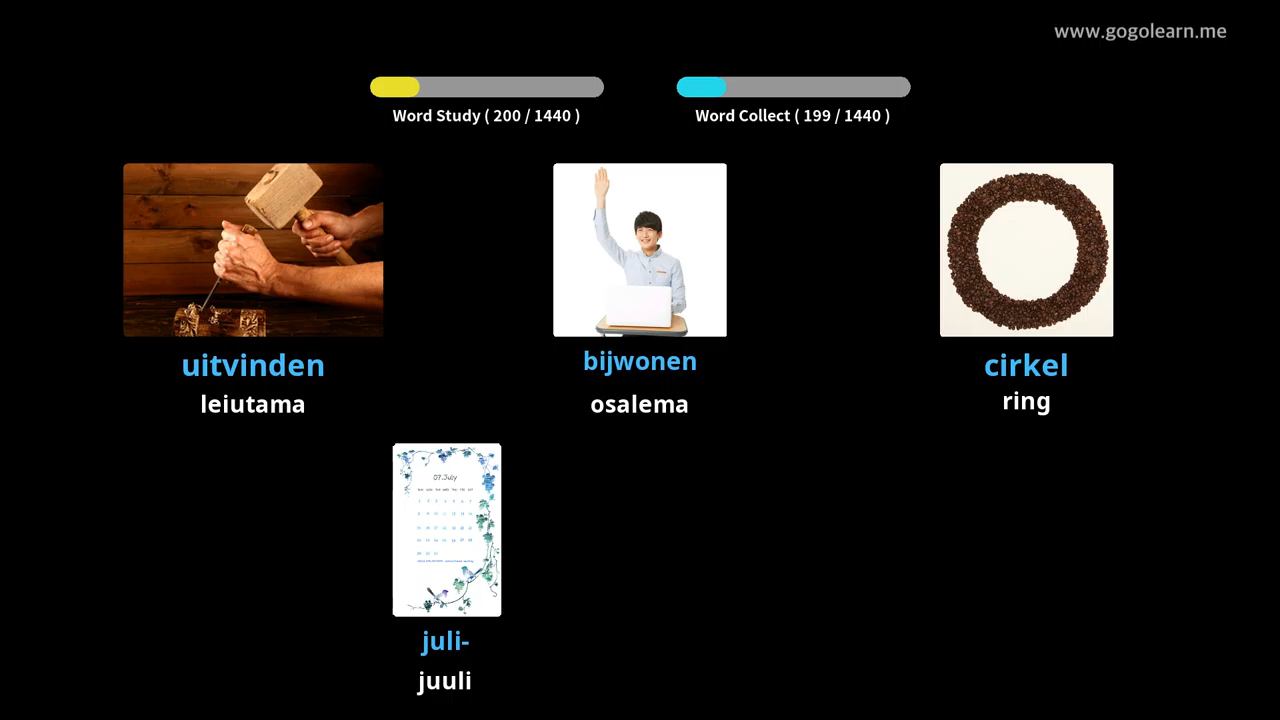 www.gogolearn.me
Word Study ( 200 / 1440 )
Word Collect ( 199 / 1440 )
uitvinden
leiutama
bijwonen
osalema
cirkel
ring
07.July
juli-
juuli